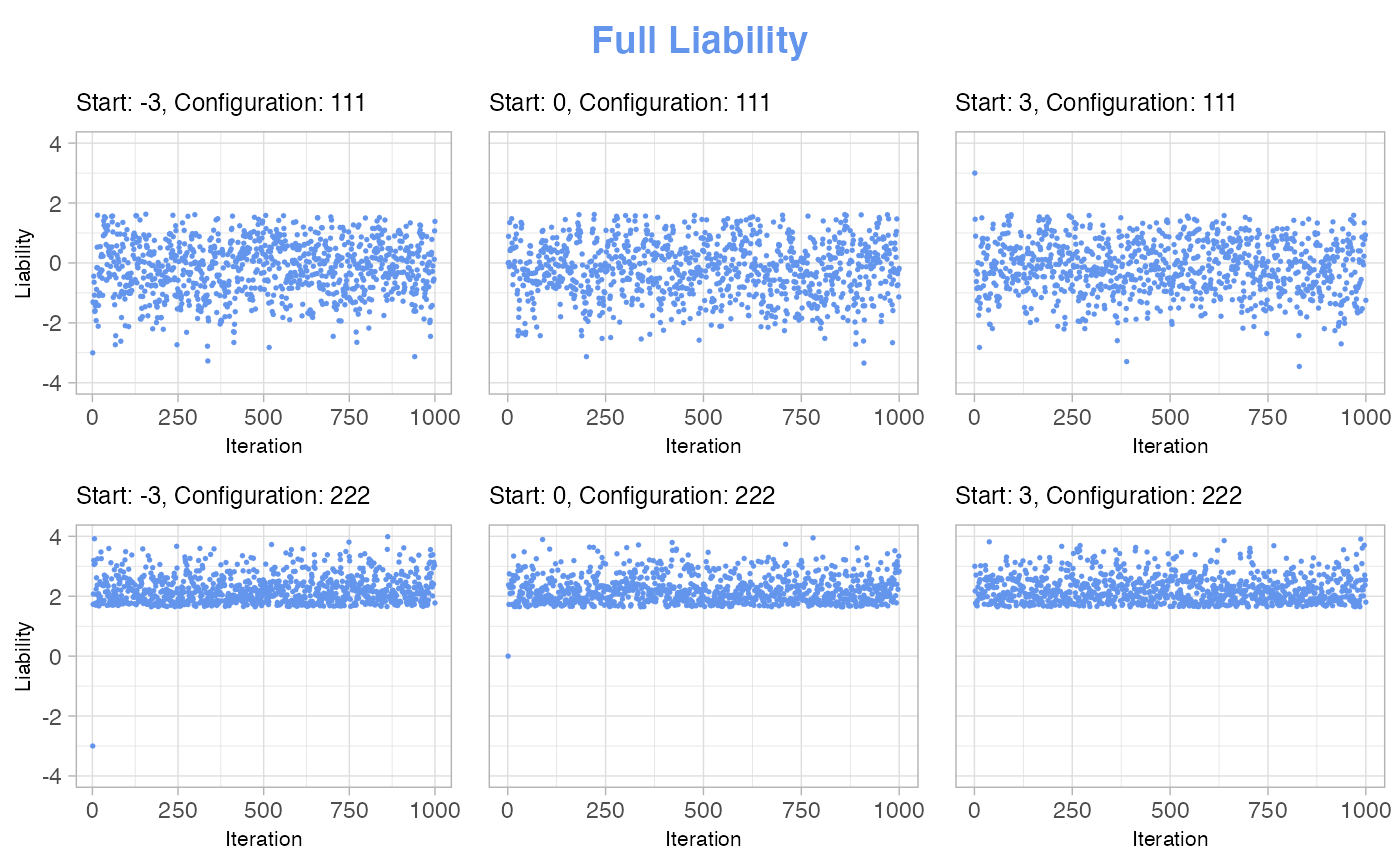 Full Liability
Start: -3, Configuration: 111
Start: 0, Configuration: 111
Start: 3, Configuration: 111
Liability
4
2
0
-2
-4
0 250 500 750 1000
0 250 500 750 1000
0 250 500 750 1000
Iteration
Iteration
Iteration
Start: -3, Configuration: 222
Start: 0, Configuration: 222
Start: 3, Configuration: 222
Liability
4
2
0
-2
-4
0 250 500 750 1000
0 250 500 750 1000
0 250 500 750 1000
Iteration
Iteration
Iteration